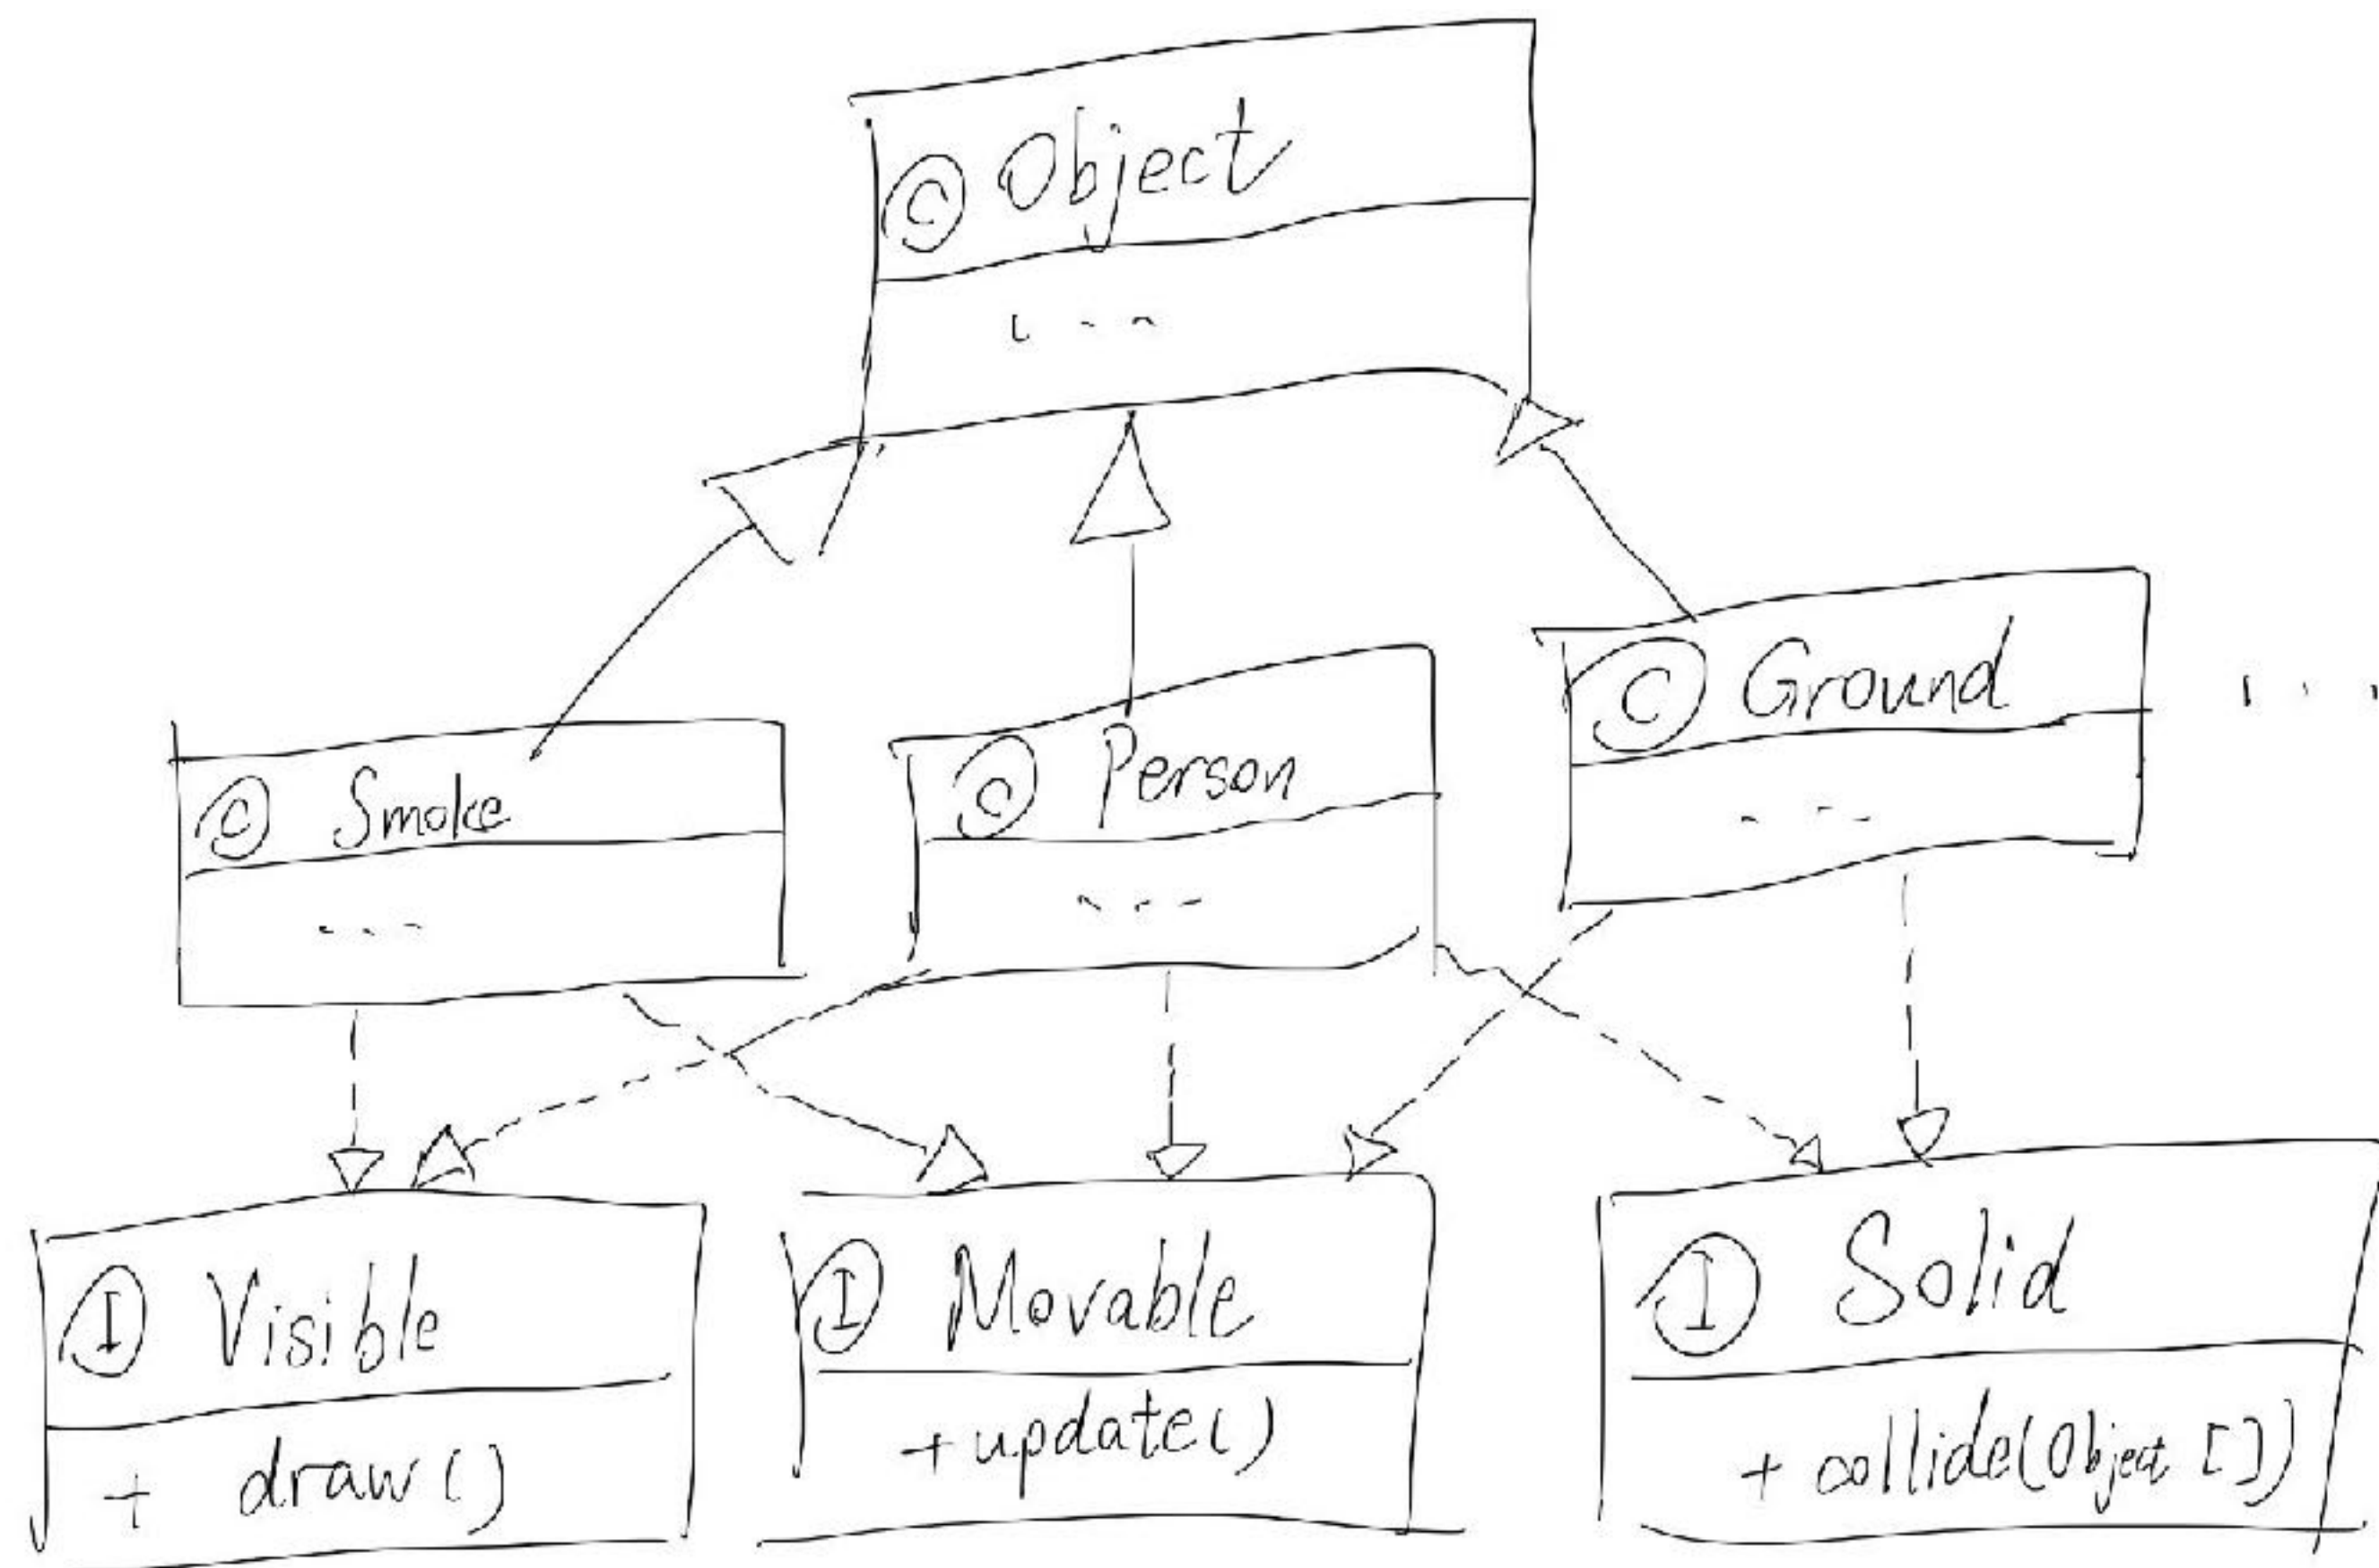 © Object
...
© Smoke
...
© Person
...
© Ground
...
...
Ⓘ Visible
+ draw()
Ⓘ Movable
+update()
Ⓘ Solid
+ collide(Object [])